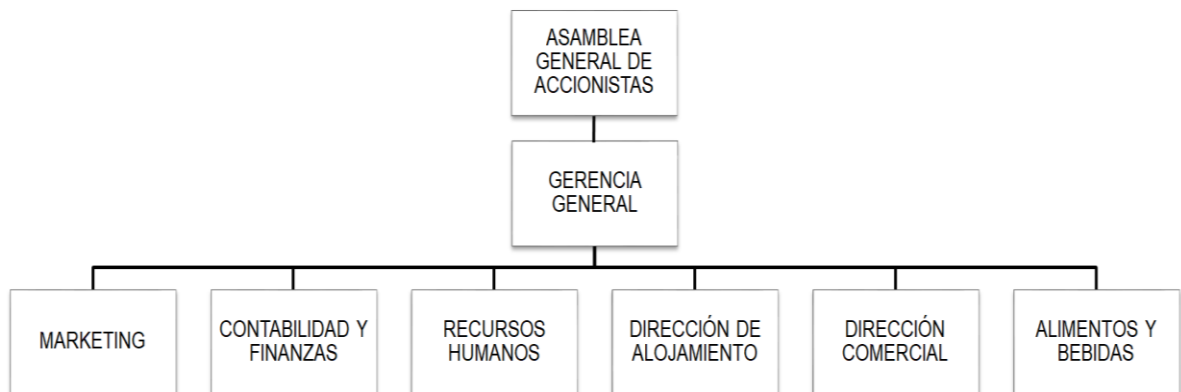 ASAMBLEA
GENERAL DE
ACCIONISTAS
GERENCIA
GENERAL
MARKETING
CONTABILIDAD Y
FINANZAS
RECURSOS
HUMANOS
DIRECCIÓN DE
ALOJAMIENTO
DIRECCIÓN
COMERCIAL
ALIMENTOS Y
BEBIDAS